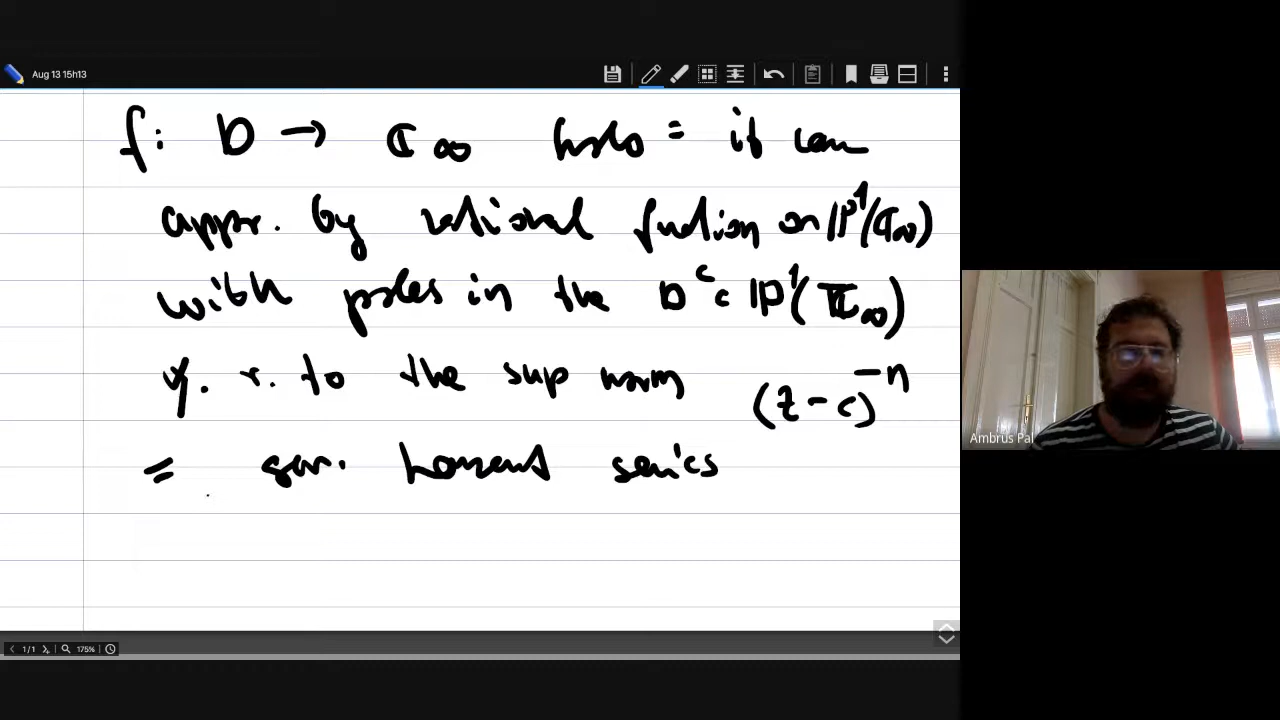 Aug 13 15h13
f: D → ℂ∞ holo = if can
appr. by rational fuction on ℙ¹(ℂ∞)
with poles in the Dᶜ ⊂ ℙ¹(ℂ∞)
w. r. to the sup norm (z-c)⁻ⁿ
= gen. Laurent series
Ambrus Pal
1/1 175%